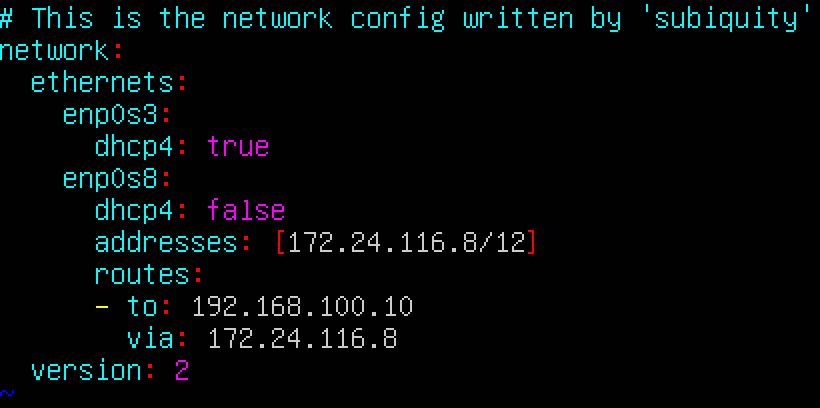 # This is the network config written by 'subiquity'
network:
  ethernets:
    enp0s3:
      dhcp4: true
    enp0s8:
      dhcp4: false
      addresses: [172.24.116.8/12]
      routes:
      - to: 192.168.100.10
        via: 172.24.116.8
  version: 2
~